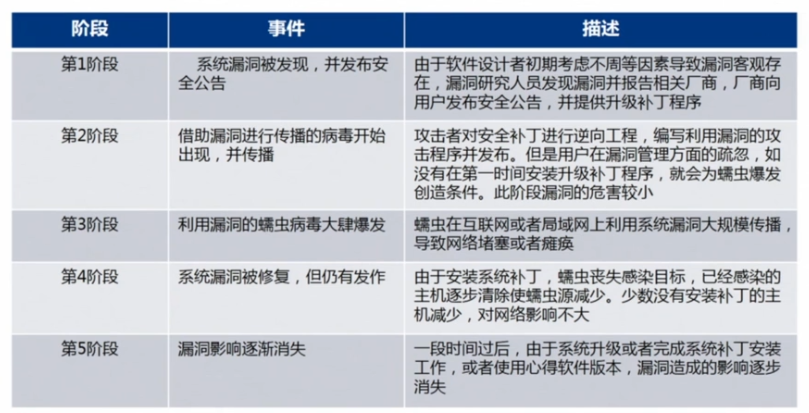 阶段 事件 描述
第1阶段 系统漏洞被发现，并发布安 由于软件设计者初期考虑不周等因素导致漏洞客观
全公告 存在，漏洞研究人员发现漏洞并报告相关厂商，厂商向
用户发布安全公告，并提供升级补丁程序
第2阶段 借助漏洞进行传播的病毒开始 攻击者对安全补丁进行逆向工程，编写利用漏洞的攻
出现，并传播 击程序并发布。但是用户在漏洞管理方面的疏忽，如
没有在第一时间安装升级补丁程序，就会为蠕虫爆发
创造条件。此阶段漏洞的危害较小
第3阶段 利用漏洞的蠕虫病毒大肆爆发 蠕虫在互联网或者局域网上利用系统漏洞大规模传播，
导致网络堵塞或者瘫痪
第4阶段 系统漏洞被修复，但仍有发作 由于安装系统补丁，蠕虫丧失感染目标，已经感染的
主机逐步清除使蠕虫源减少。少数没有安装补丁的主
机减少，对网络影响不大
第5阶段 漏洞影响逐渐消失 一段时间过后，由于系统升级或者完成系统补丁安装
工作，或者使用心得软件版本，漏洞造成的影响逐步
消失